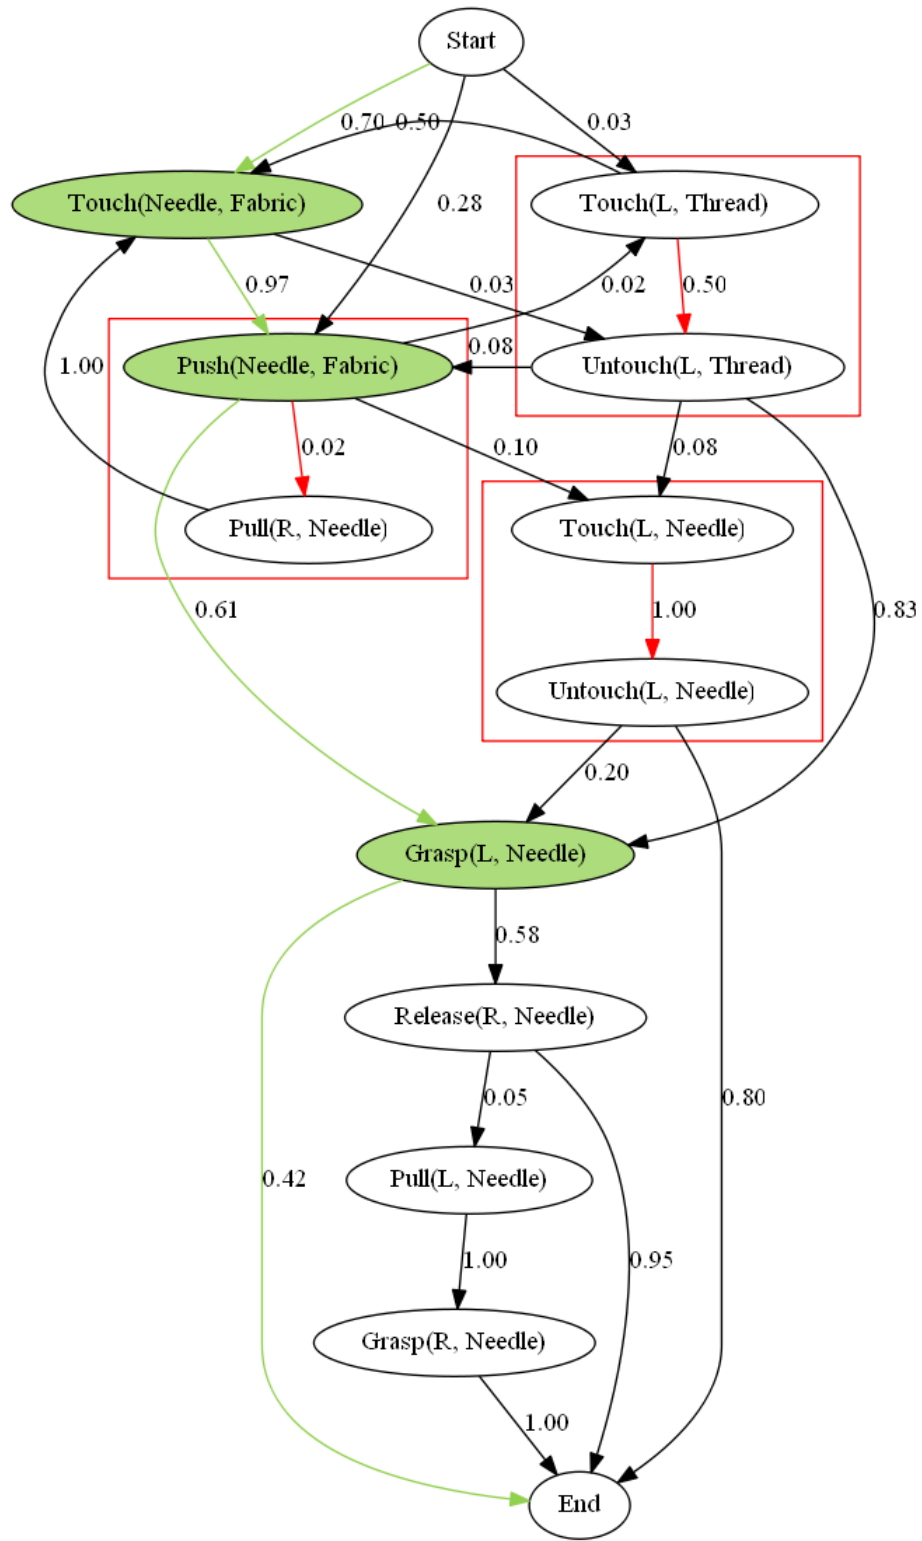 Start
0.70 0.50 0.03
Touch(Needle, Fabric) Touch(L, Thread)
0.28
0.97 0.03 0.02 0.50
0.08
1.00 Push(Needle, Fabric) Untouch(L, Thread)
0.02 0.10 0.08
Pull(R, Needle) Touch(L, Needle)
0.61 1.00 0.83
Untouch(L, Needle)
0.20
Grasp(L, Needle)
0.58
Release(R, Needle)
0.05 0.80
0.42 Pull(L, Needle)
1.00 0.95
Grasp(R, Needle)
1.00
End